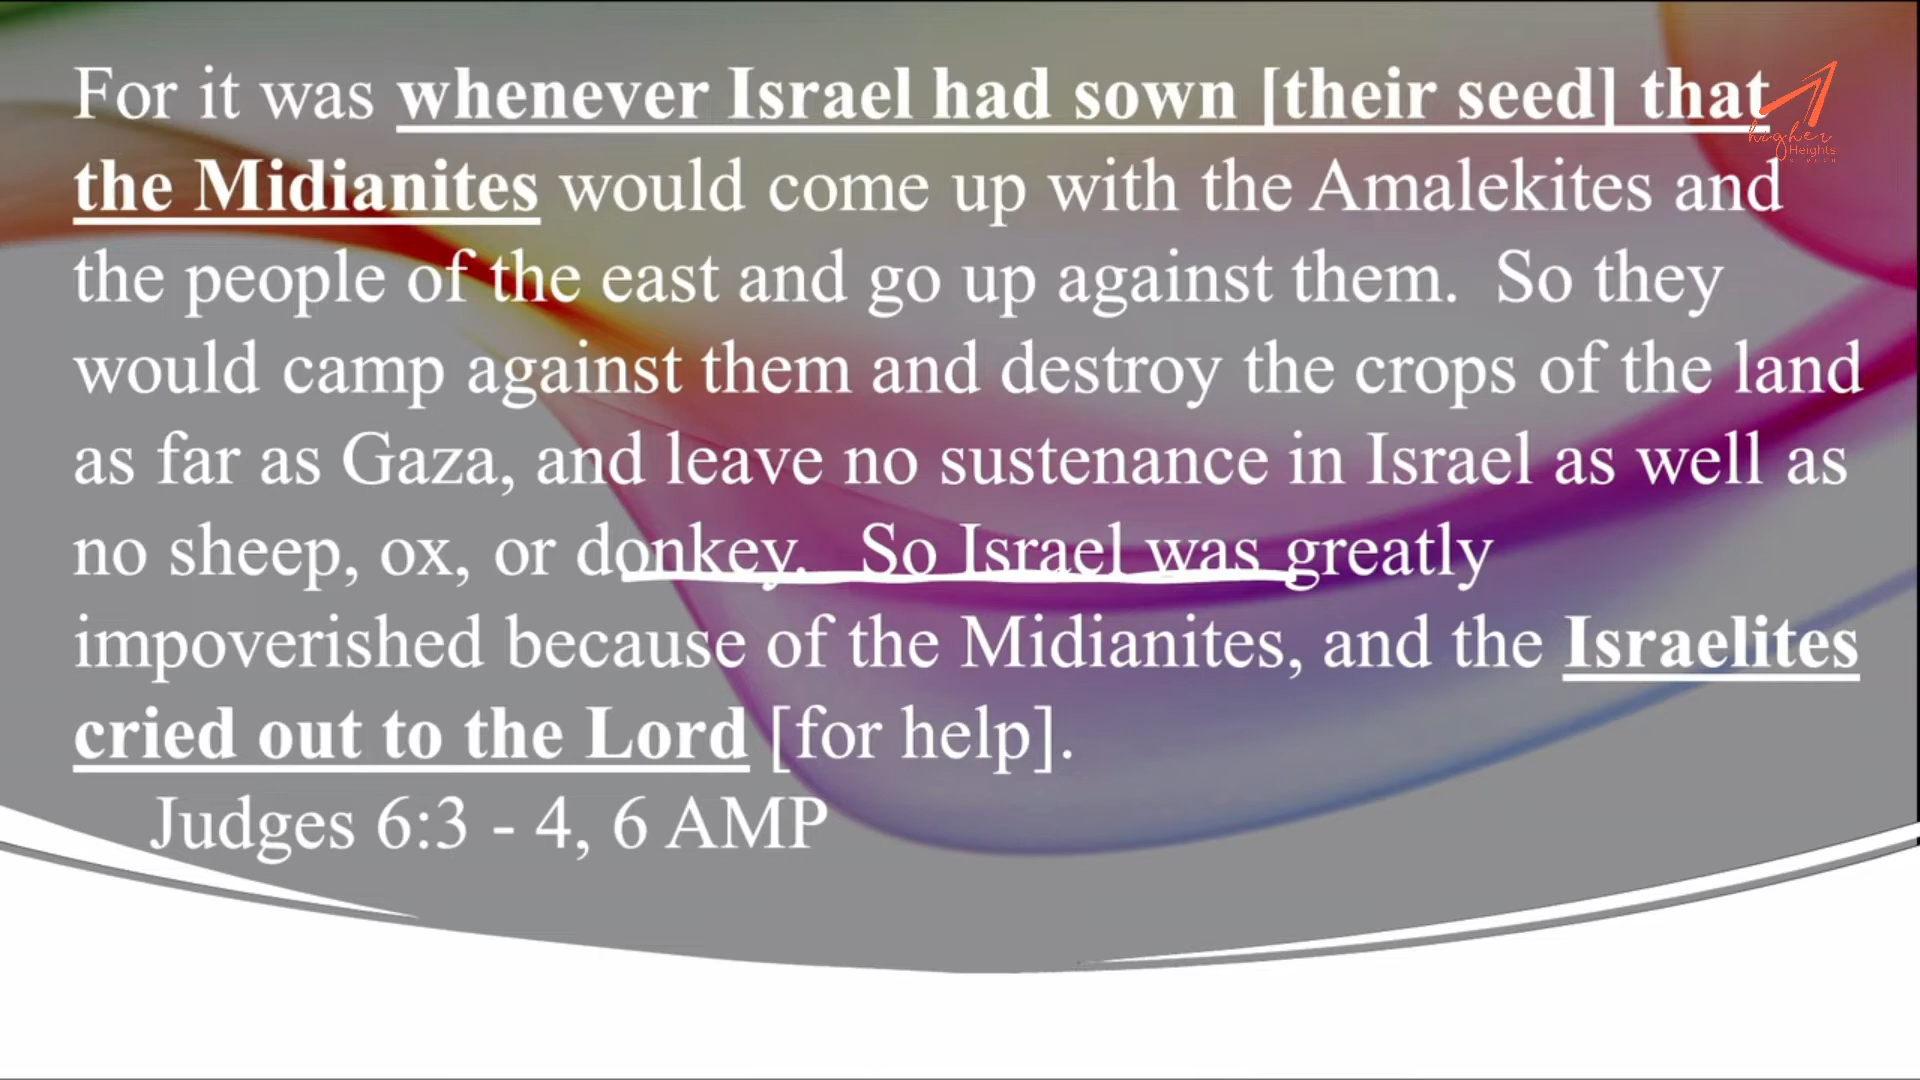 For it was whenever Israel had sown [their seed] that
the Midianites would come up with the Amalekites and
the people of the east and go up against them.  So they
would camp against them and destroy the crops of the land
as far as Gaza, and leave no sustenance in Israel as well as
no sheep, ox, or donkey.   So Israel was greatly
impoverished because of the Midianites, and the Israelites
cried out to the Lord [for help].
Judges 6:3 - 4, 6 AMP
higher
Heights